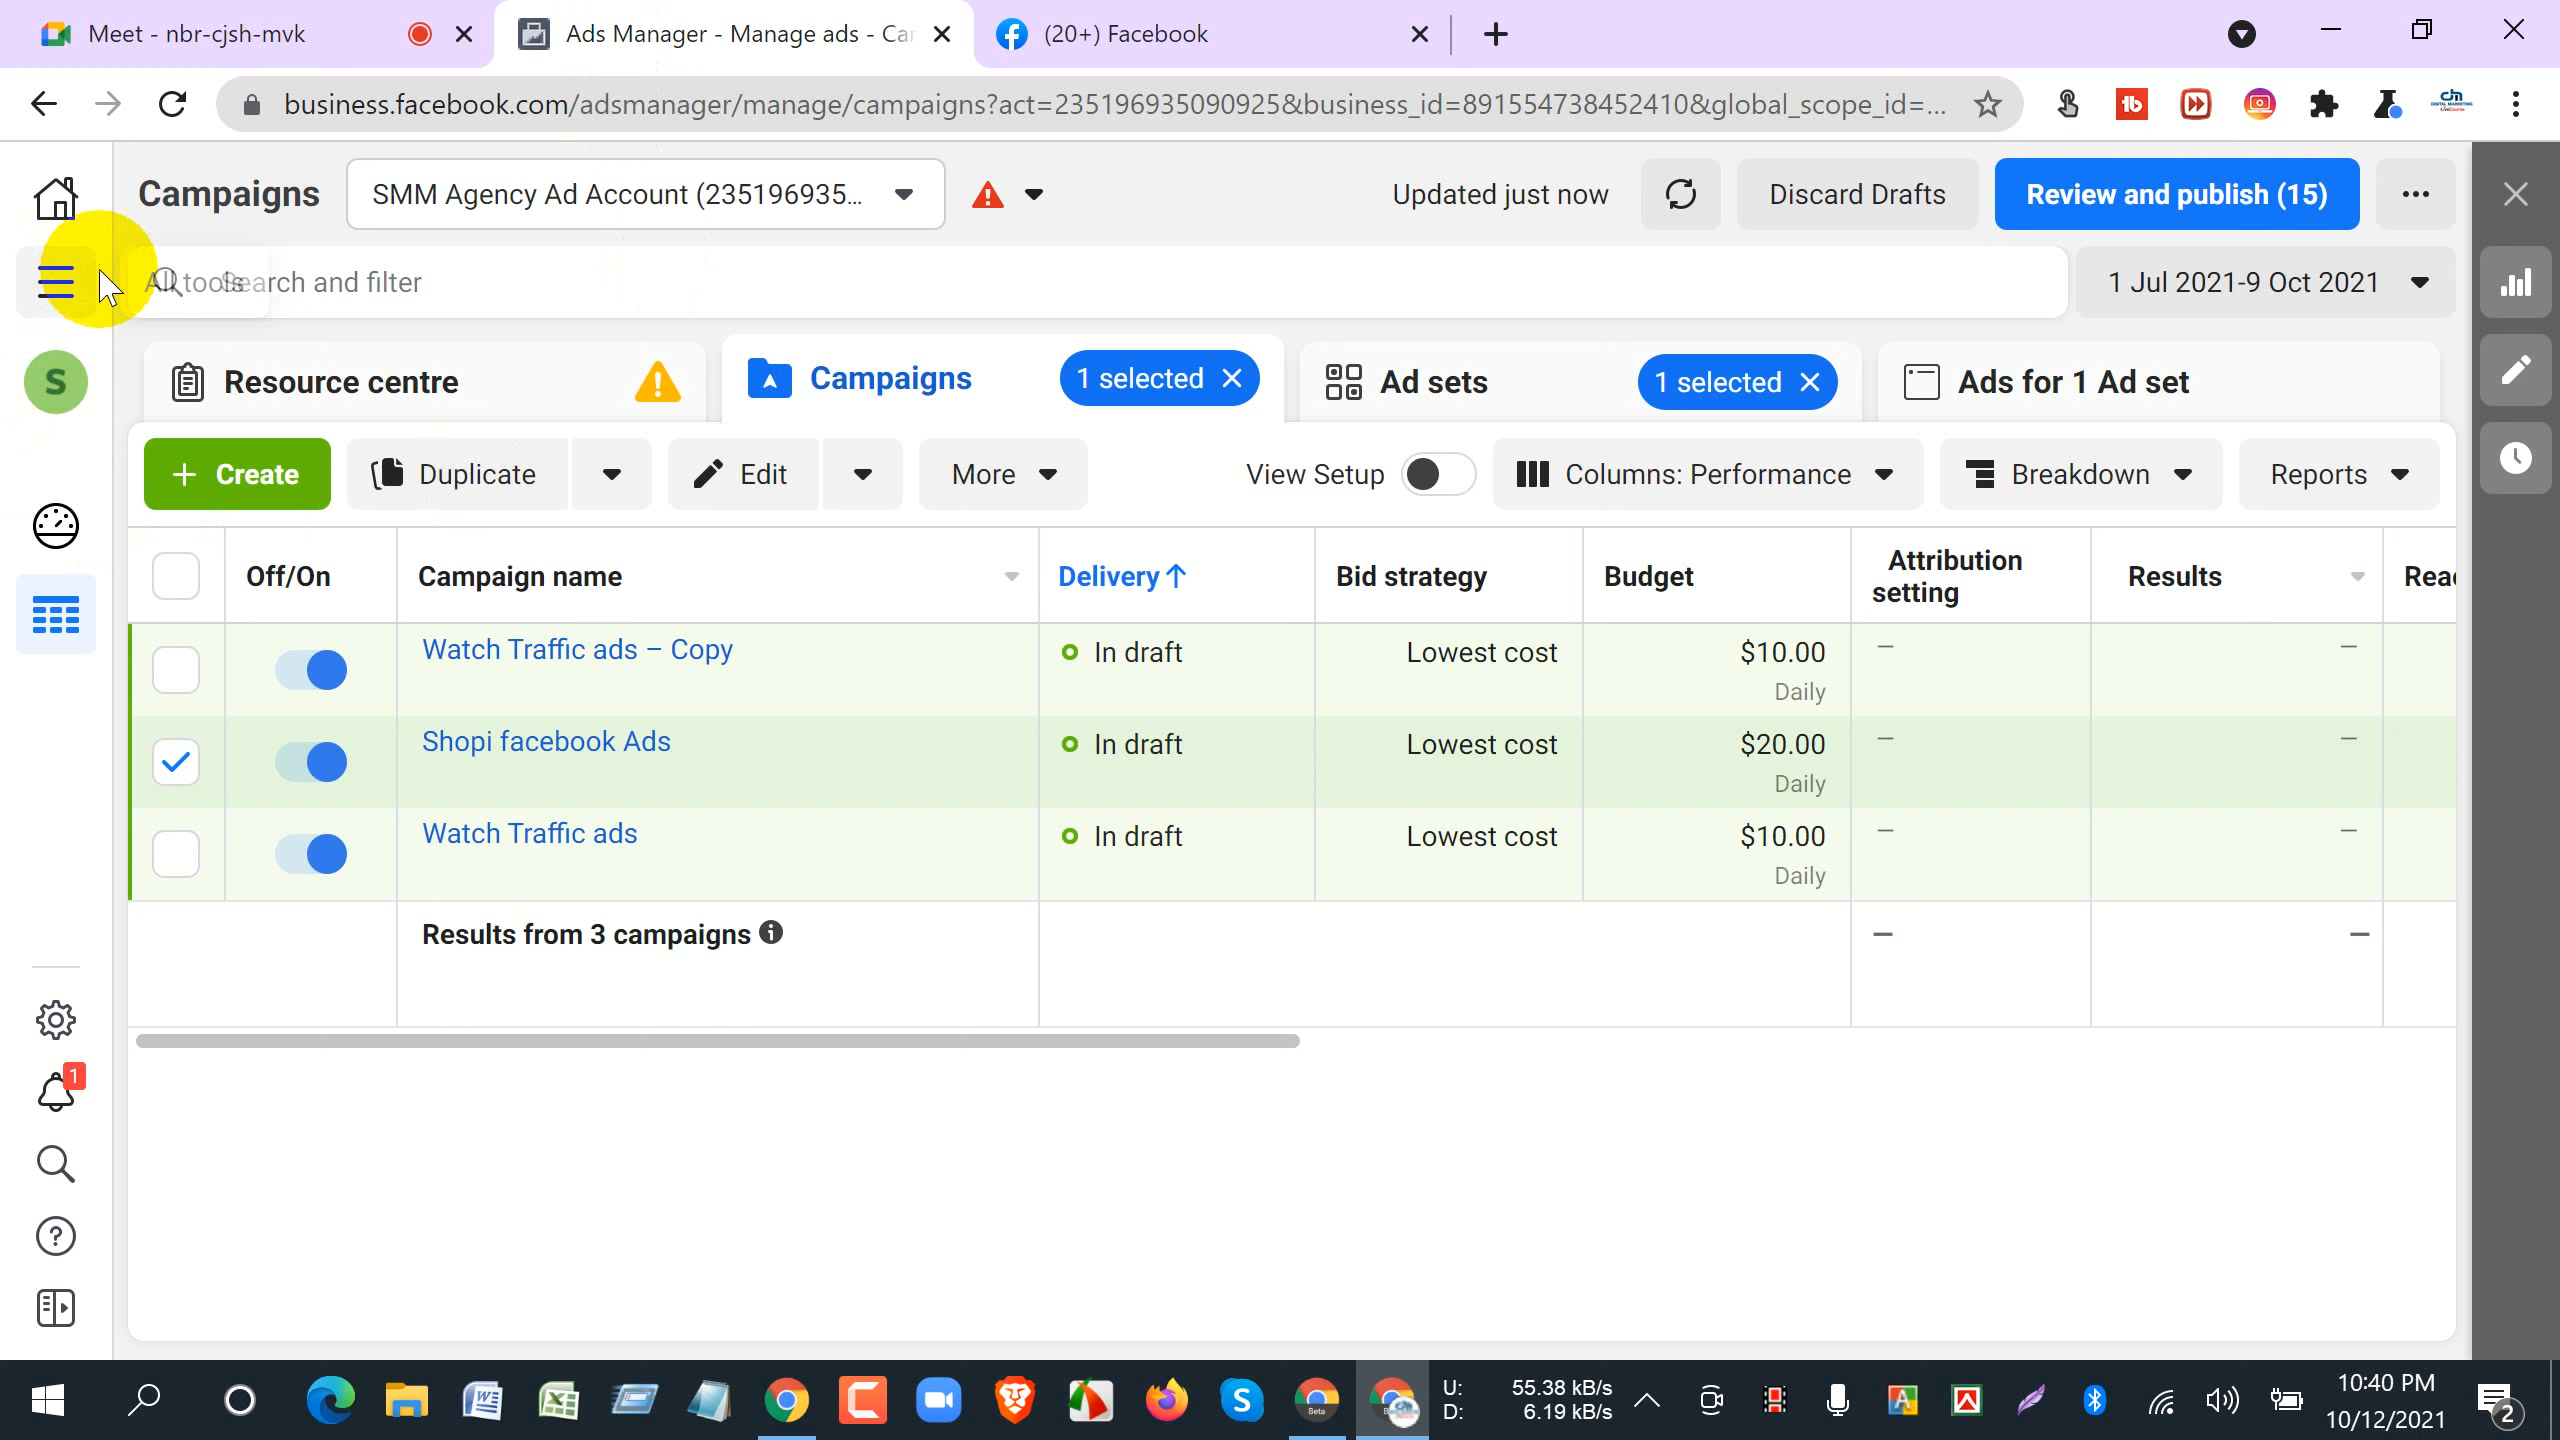 Meet - nbr-cjsh-mvk
Ads Manager - Manage ads - Ca
(20+) Facebook
business.facebook.com/adsmanager/manage/campaigns?act=235196935090925&business_id=891554738452410&global_scope_id=...
Campaigns
SMM Agency Ad Account (235196935...
Updated just now
Discard Drafts
Review and publish (15)
All tools
Search and filter
1 Jul 2021-9 Oct 2021
S
Resource centre
Campaigns
1 selected
Ad sets
1 selected
Ads for 1 Ad set
+ Create
Duplicate
Edit
More
View Setup
Columns: Performance
Breakdown
Reports
Off/On
Campaign name
Delivery ↑
Bid strategy
Budget
Attribution
setting
Results
Reac
Watch Traffic ads – Copy
In draft
Lowest cost
$10.00
Daily
—
—
Shopi facebook Ads
In draft
Lowest cost
$20.00
Daily
—
—
Watch Traffic ads
In draft
Lowest cost
$10.00
Daily
—
—
Results from 3 campaigns
—
—
1
U: 55.38 kB/s
D: 6.19 kB/s
10:40 PM
10/12/2021
2